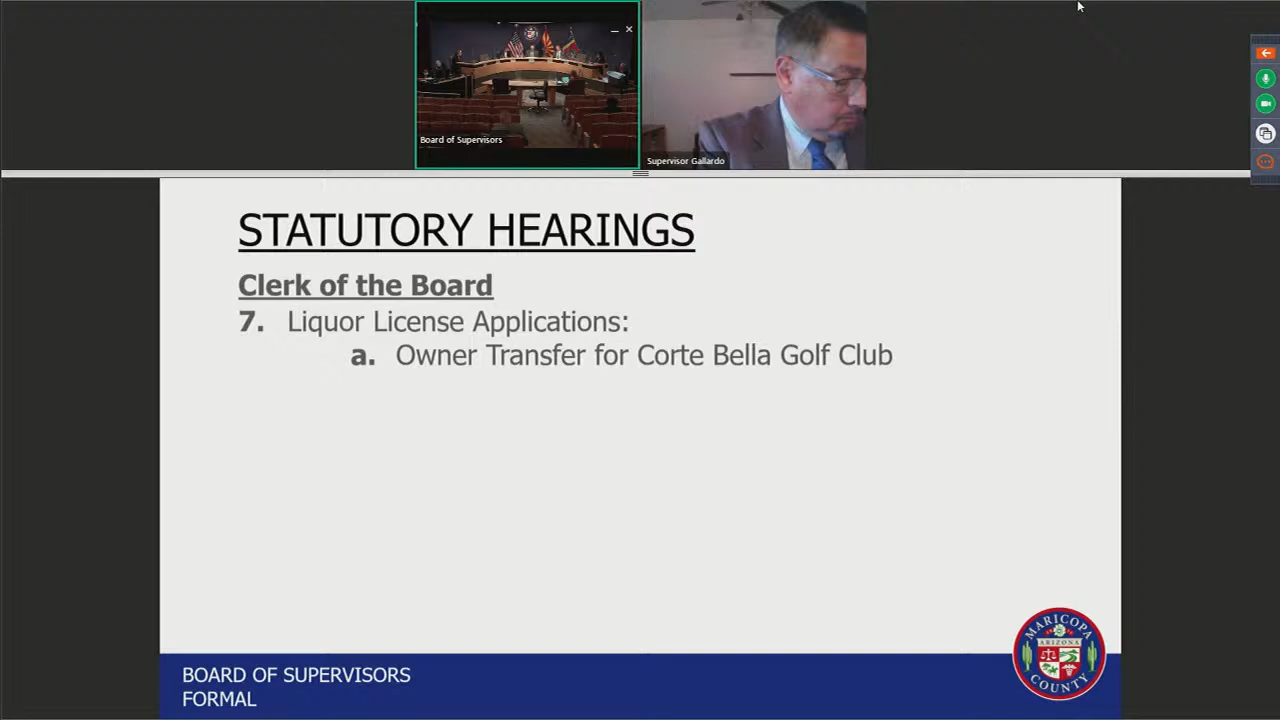 Board of Supervisors
Supervisor Gallardo
STATUTORY HEARINGS
Clerk of the Board
7. Liquor License Applications:
a. Owner Transfer for Corte Bella Golf Club
BOARD OF SUPERVISORS
FORMAL
MARICOPA
ARIZONA
COUNTY